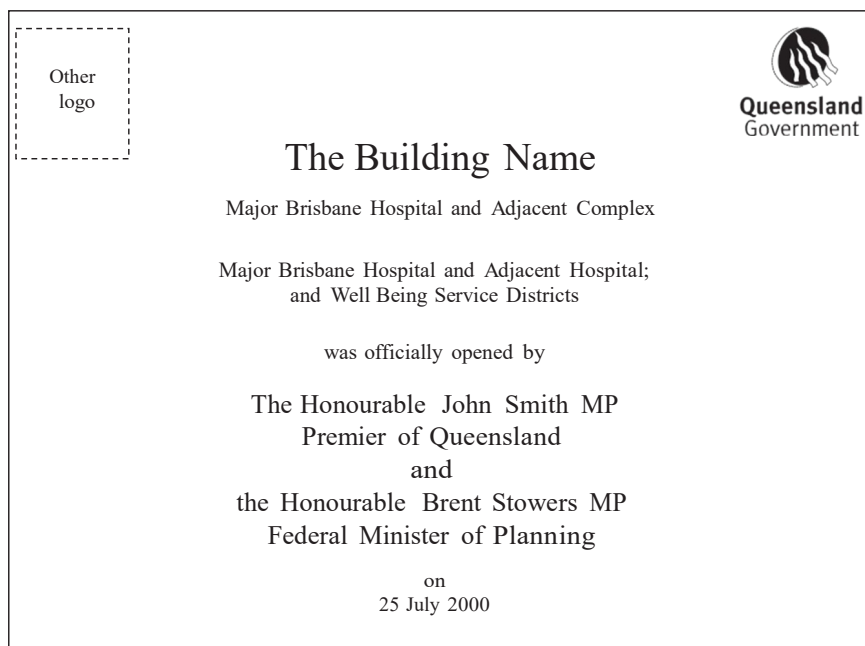 Other
logo
Queensland
Government
The Building Name
Major Brisbane Hospital and Adjacent Complex
Major Brisbane Hospital and Adjacent Hospital;
and Well Being Service Districts
was officially opened by
The Honourable John Smith MP
Premier of Queensland
and
the Honourable Brent Stowers MP
Federal Minister of Planning
on
25 July 2000